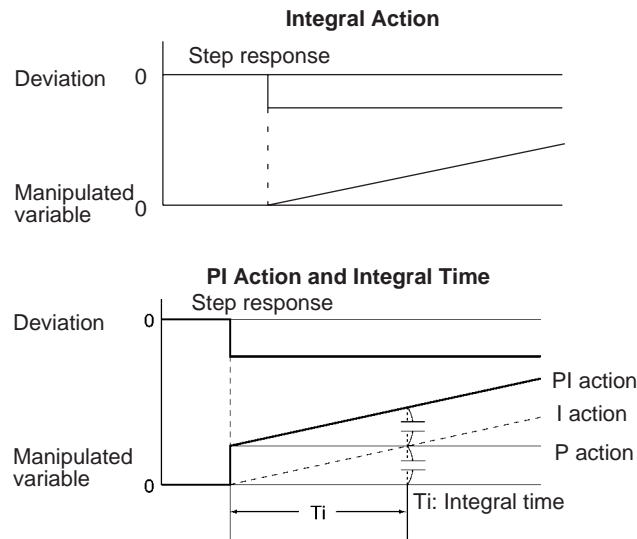 Integral Action
Step response
Deviation 0
Manipulated
variable 0
PI Action and Integral Time
Step response
Deviation 0
PI action
I action
P action
Manipulated
variable 0
Ti: Integral time
Ti